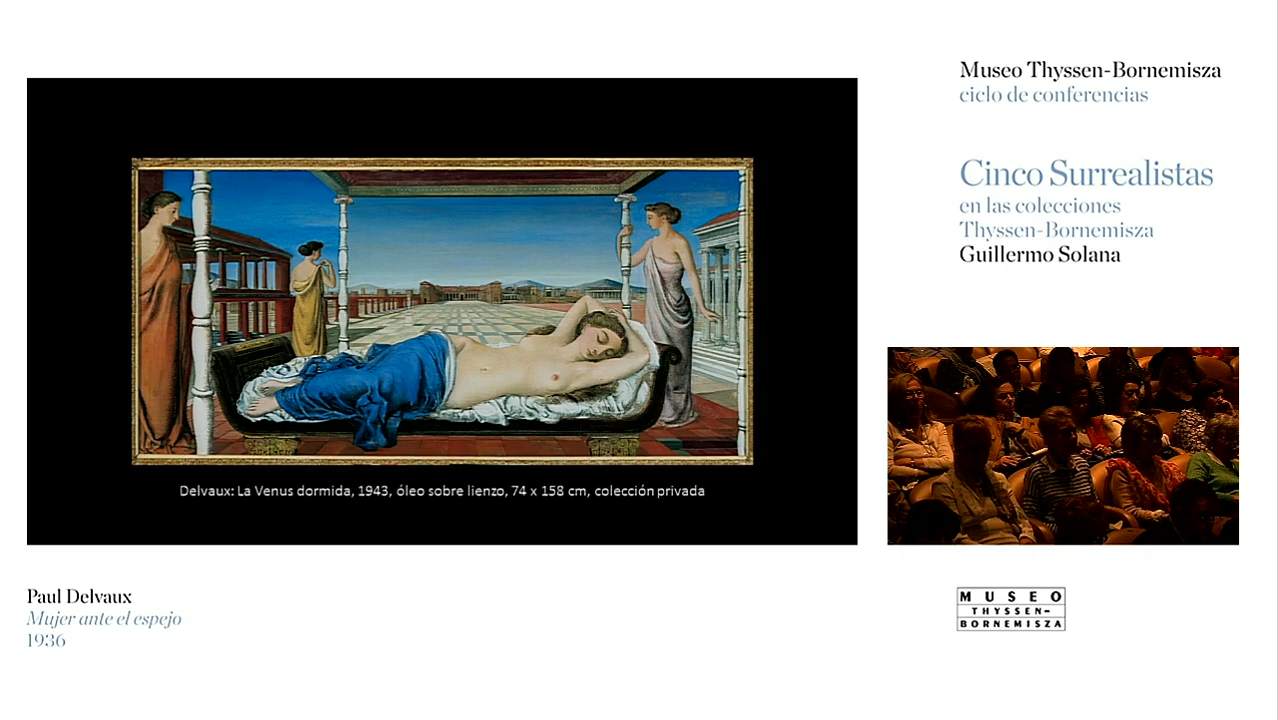 Museo Thyssen-Bornemisza
ciclo de conferencias
Cinco Surrealistas
en las colecciones
Thyssen-Bornemisza
Guillermo Solana
Delvaux: La Venus dormida, 1943, óleo sobre lienzo, 74 x 158 cm, colección privada
Paul Delvaux
Mujer ante el espejo
1936
MUSEO
THYSSEN-
BORNEMISZA